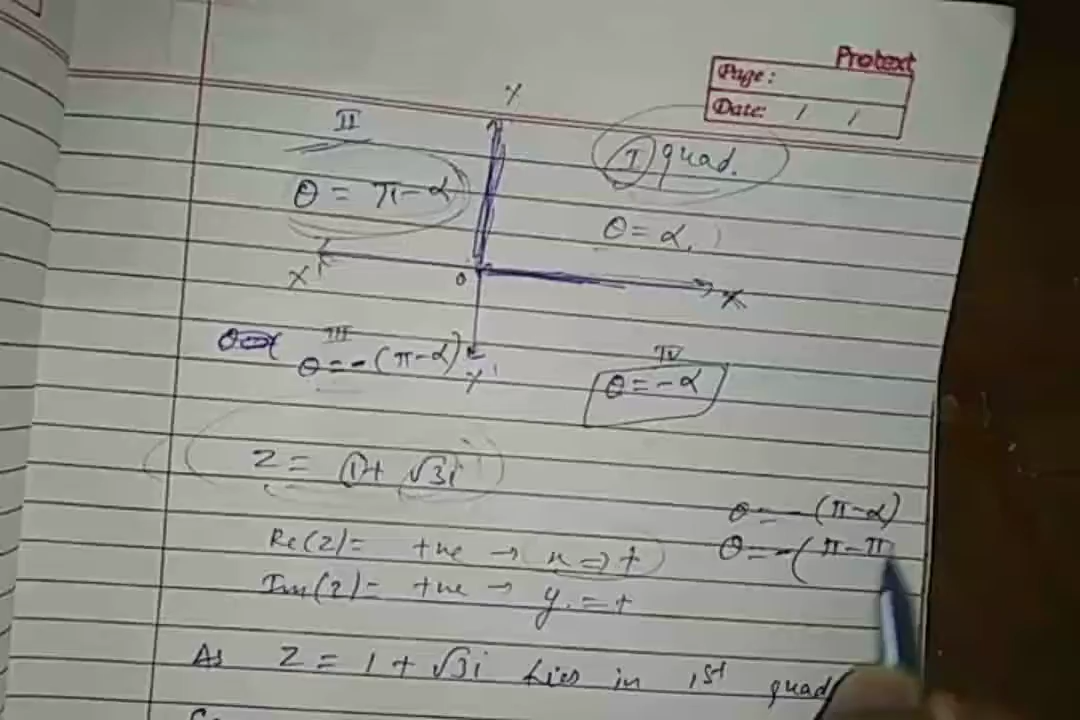 Protext
Page:
Date: / /
Y
II
I quad.
θ = π-α
θ = α,
X'
O
X
III
θ = -(π-α)
Y'
IV
θ = -α
Z = 1 + √3i
θ = -(π-α)
Re(Z) = +ve → x => +
θ = -(π-π
Im(Z) = +ve → y = +
As Z = 1 + √3i lies in 1st quad